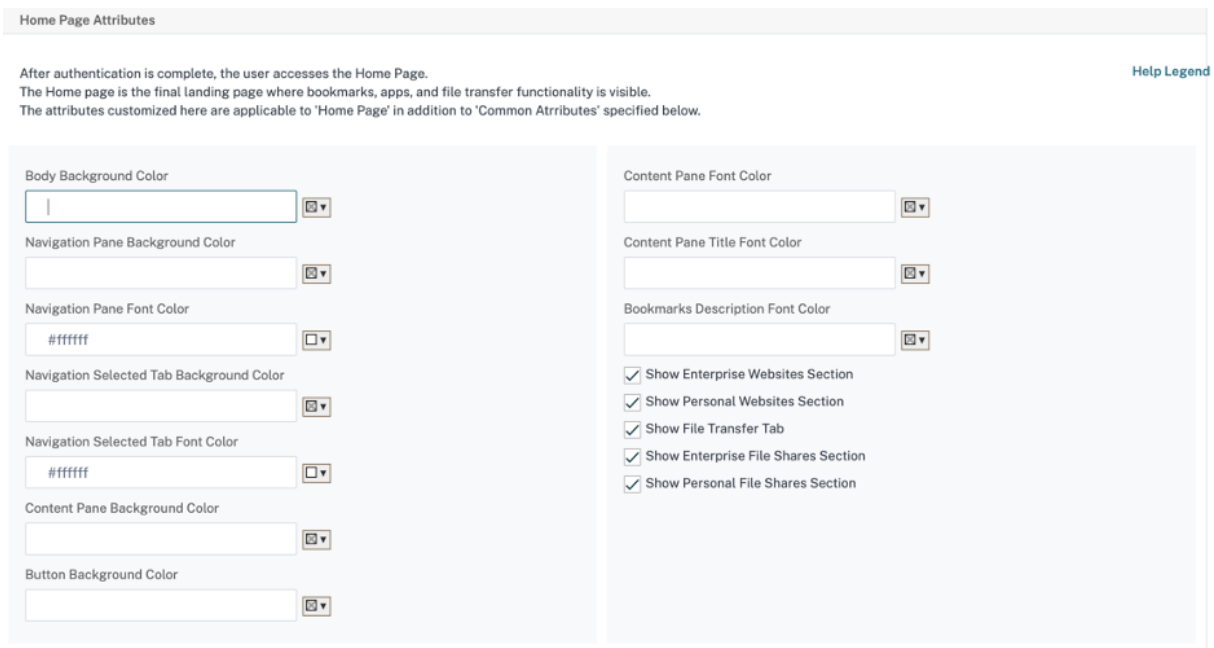 Home Page Attributes
After authentication is complete, the user accesses the Home Page.
Help Legend
The Home page is the final landing page where bookmarks, apps, and file transfer functionality is visible.
The attributes customized here are applicable to 'Home Page' in addition to 'Common Atrributes' specified below.
Body Background Color
Navigation Pane Background Color
Navigation Pane Font Color
#ffffff
Navigation Selected Tab Background Color
Navigation Selected Tab Font Color
#ffffff
Content Pane Background Color
Button Background Color
Content Pane Font Color
Content Pane Title Font Color
Bookmarks Description Font Color
Show Enterprise Websites Section
Show Personal Websites Section
Show File Transfer Tab
Show Enterprise File Shares Section
Show Personal File Shares Section